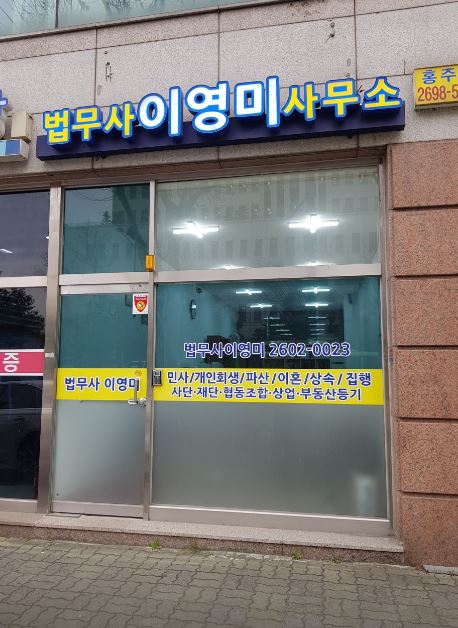 법무사이영미사무소
홍주
2698-5
법무사이영미 2602-0023
증
법무사 이영미
민사/개인회생/파산/이혼/상속/집행
사단·재단·협동조합·상업·부동산등기